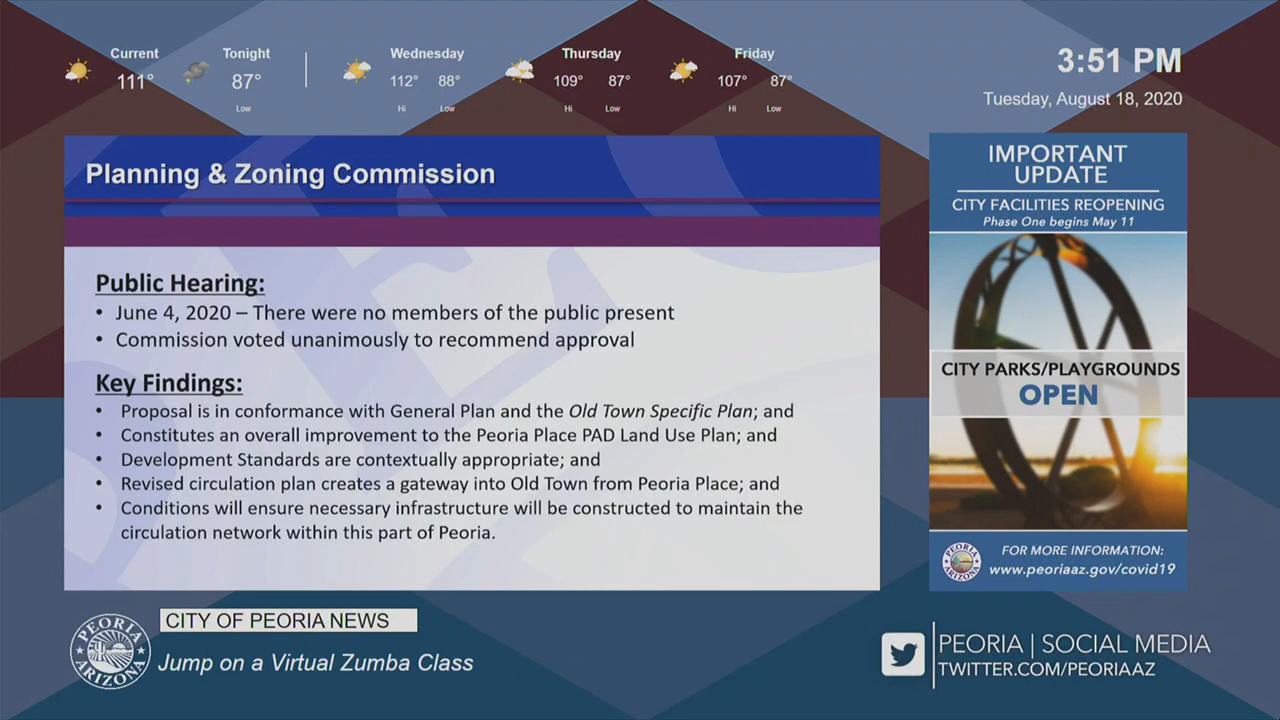 Current
111°
Tonight
87°
Low
Wednesday
112° 88°
Hi Low
Thursday
109° 87°
Hi Low
Friday
107° 87°
Hi Low
3:51 PM
Tuesday, August 18, 2020
Planning & Zoning Commission
Public Hearing:
• June 4, 2020 – There were no members of the public present
• Commission voted unanimously to recommend approval
Key Findings:
• Proposal is in conformance with General Plan and the Old Town Specific Plan; and
• Constitutes an overall improvement to the Peoria Place PAD Land Use Plan; and
• Development Standards are contextually appropriate; and
• Revised circulation plan creates a gateway into Old Town from Peoria Place; and
• Conditions will ensure necessary infrastructure will be constructed to maintain the
circulation network within this part of Peoria.
IMPORTANT
UPDATE
CITY FACILITIES REOPENING
Phase One begins May 11
CITY PARKS/PLAYGROUNDS
OPEN
PEORIA
ARIZONA
FOR MORE INFORMATION:
www.peoriaaz.gov/covid19
PEORIA
ARIZONA
CITY OF PEORIA NEWS
Jump on a Virtual Zumba Class
PEORIA | SOCIAL MEDIA
TWITTER.COM/PEORIAAZ